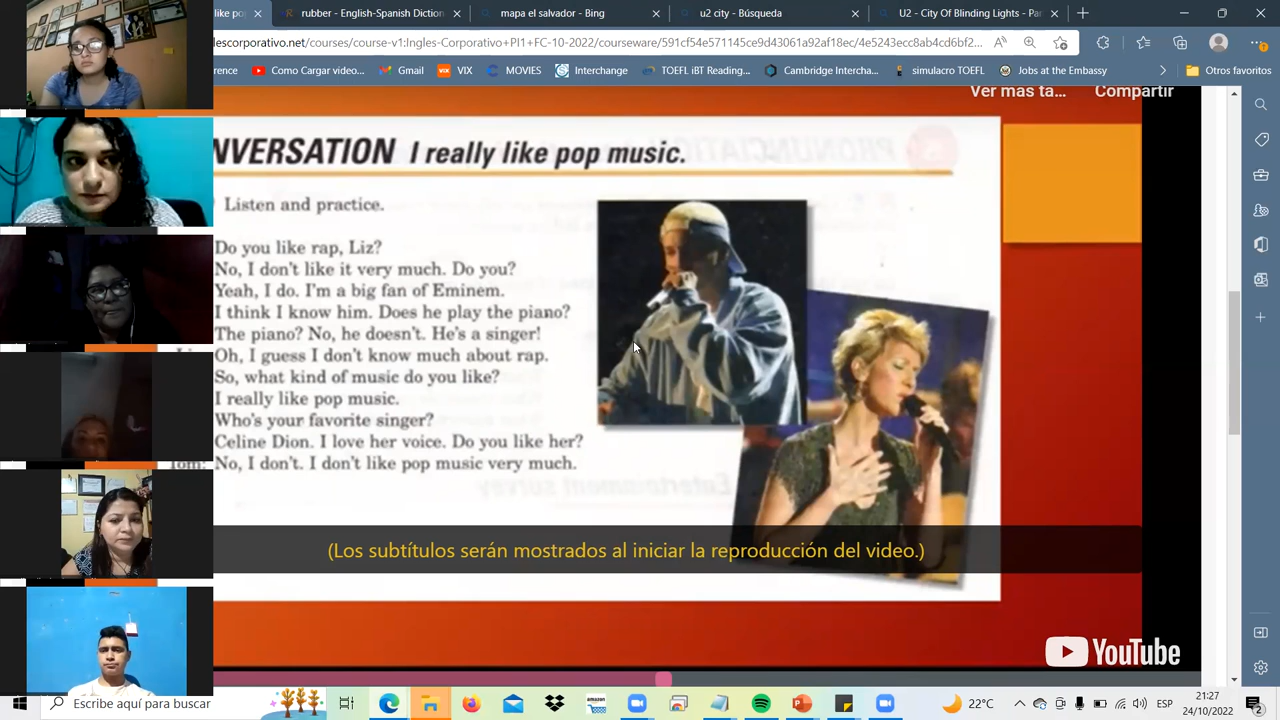 like po
rubber - English-Spanish Diction
mapa el salvador - Bing
u2 city - Búsqueda
U2 - City Of Blinding Lights - Pa
lescorporativo.net/courses/course-v1:Ingles-Corporativo+PI1+FC-10-2022/courseware/591cf54e571145ce9d43061a92af18ec/4e5243ecc8ab4cd6bf2...
rence
Como Cargar vídeo...
Gmail
VIX
MOVIES
Interchange
TOEFL iBT Reading...
Cambridge Intercha...
simulacro TOEFL
Jobs at the Embassy
Otros favoritos
Ver más ta...
Compartir
NVERSATION I really like pop music.
Listen and practice.
Do you like rap, Liz?
No, I don't like it very much. Do you?
Yeah, I do. I'm a big fan of Eminem.
I think I know him. Does he play the piano?
The piano? No, he doesn't. He's a singer!
Oh, I guess I don't know much about rap.
So, what kind of music do you like?
I really like pop music.
Who's your favorite singer?
Celine Dion. I love her voice. Do you like her?
Tom:
No, I don't. I don't like pop music very much.
(Los subtítulos serán mostrados al iniciar la reproducción del video.)
YouTube
Escribe aquí para buscar
amazon
22°C
ESP
21:27
24/10/2022
2